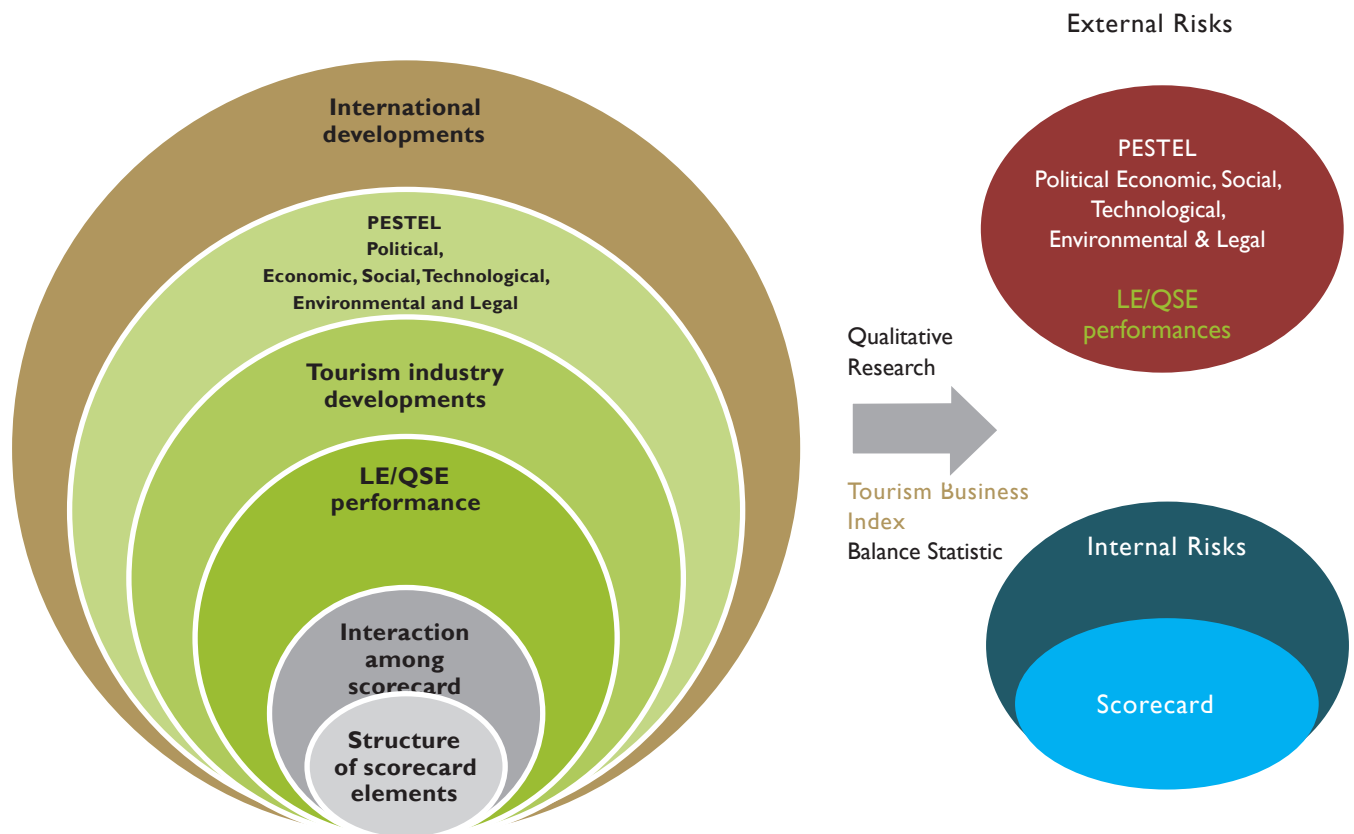 International
developments
PESTEL
Political,
Economic, Social, Technological,
Environmental and Legal
Tourism industry
developments
LE/QSE
performance
Interaction
among
scorecard
Structure
of scorecard
elements
Qualitative
Research
Tourism Business
Index
Balance Statistic
External Risks
PESTEL
Political Economic, Social,
Technological,
Environmental & Legal
LE/QSE
performances
Internal Risks
Scorecard